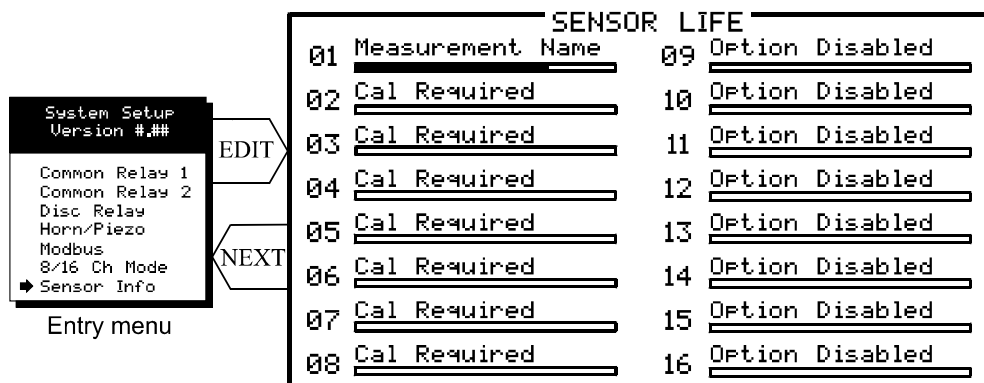 SENSOR LIFE
System Setup
Version #.##
Common Relay 1
Common Relay 2
Disc Relay
Horn/Piezo
Modbus
8/16 Ch Mode
Sensor Info
Entry menu
EDIT
NEXT
01 Measurement Name
02 Cal Required
03 Cal Required
04 Cal Required
05 Cal Required
06 Cal Required
07 Cal Required
08 Cal Required
09 Option Disabled
10 Option Disabled
11 Option Disabled
12 Option Disabled
13 Option Disabled
14 Option Disabled
15 Option Disabled
16 Option Disabled